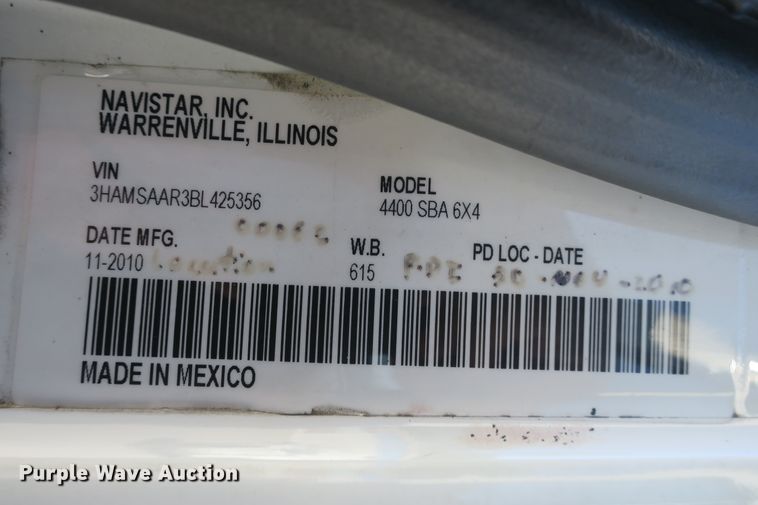 NAVISTAR, INC.
WARRENVILLE, ILLINOIS
VIN
3HAMSAAR3BL425356
MODEL
4400 SBA 6X4
DATE MFG.
11-2010
W.B.
615
PD LOC - DATE
MADE IN MEXICO
Purple Wave Auction